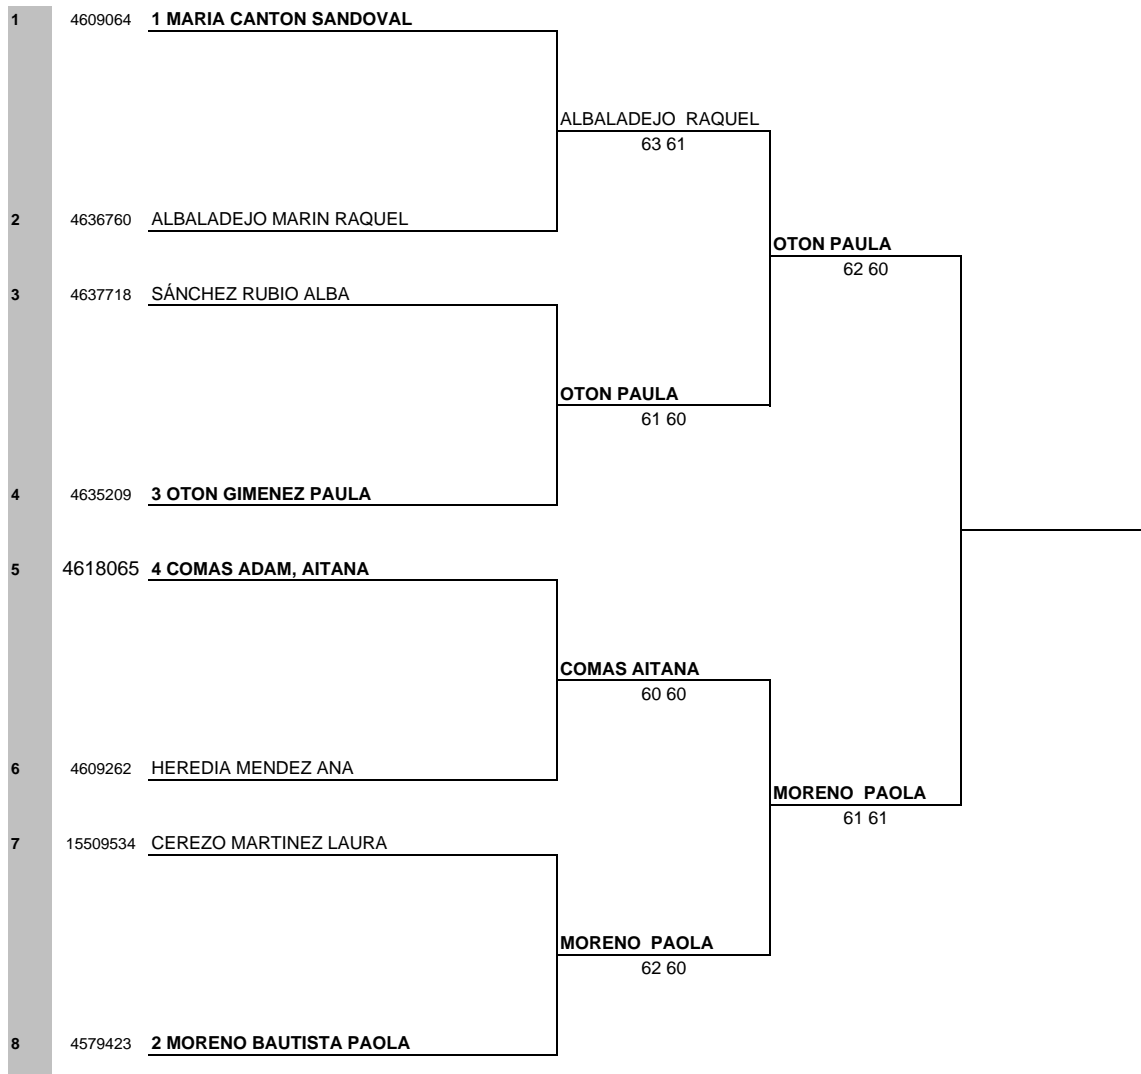 1 4609064 1 MARIA CANTON SANDOVAL
ALBALADEJO RAQUEL
63 61
2 4636760 ALBALADEJO MARIN RAQUEL
OTON PAULA
62 60
3 4637718 SÁNCHEZ RUBIO ALBA
OTON PAULA
61 60
4 4635209 3 OTON GIMENEZ PAULA
5 4618065 4 COMAS ADAM, AITANA
COMAS AITANA
60 60
6 4609262 HEREDIA MENDEZ ANA
MORENO PAOLA
61 61
7 15509534 CEREZO MARTINEZ LAURA
MORENO PAOLA
62 60
8 4579423 2 MORENO BAUTISTA PAOLA